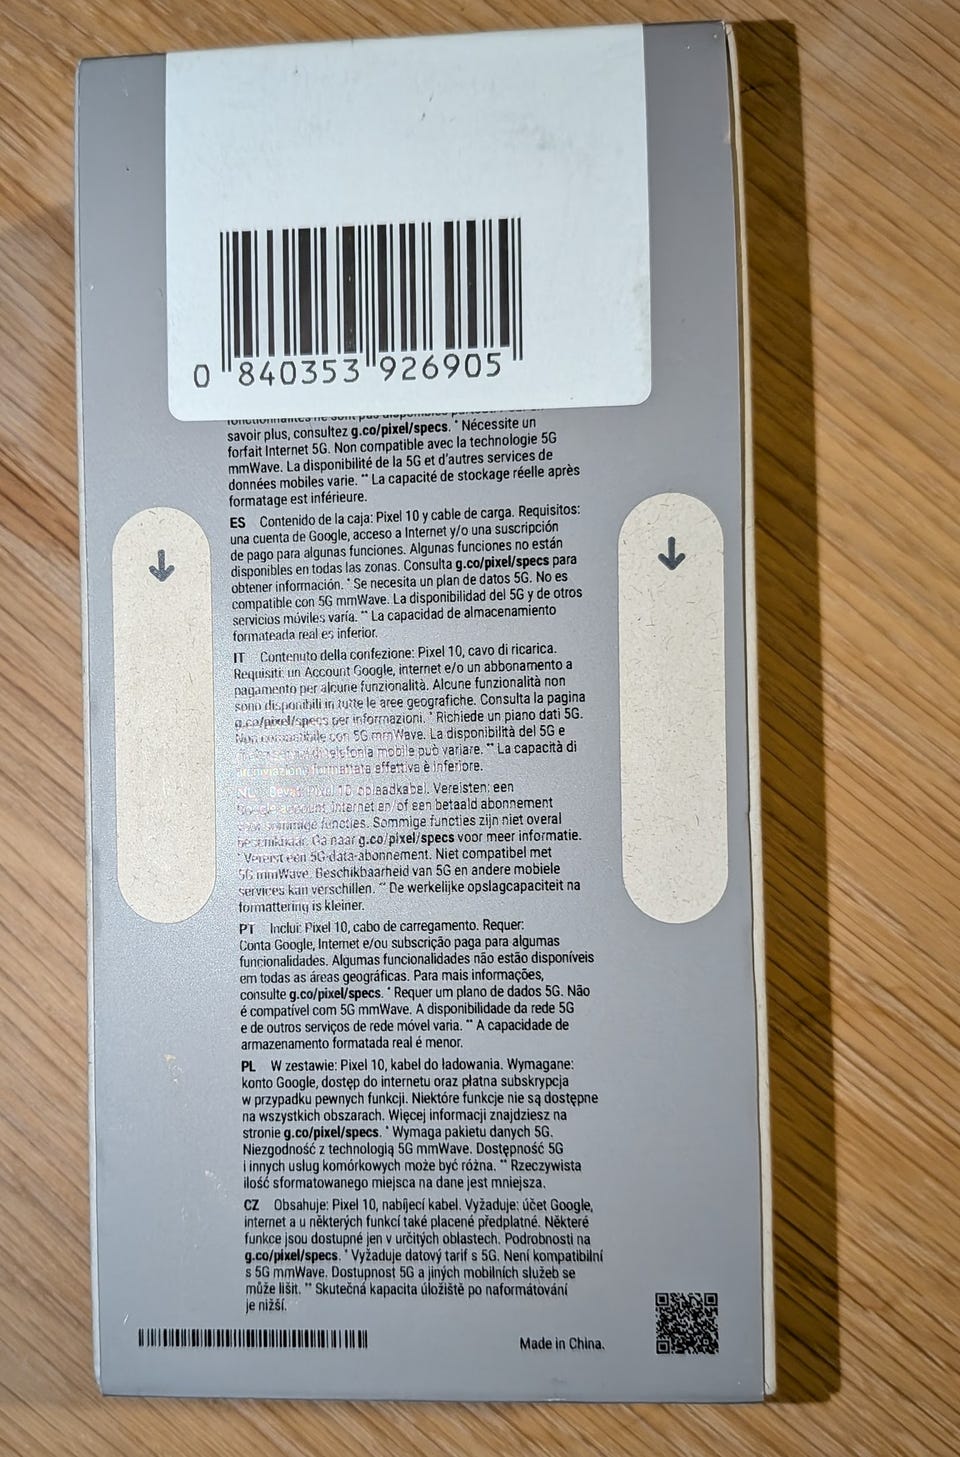 0 840353 926905
savoir plus, consultez g.co/pixel/specs. * Nécessite un
forfait Internet 5G. Non compatible avec la technologie 5G
mmWave. La disponibilité de la 5G et d'autres services de
données mobiles varie. ** La capacité de stockage réelle après
formatage est inférieure.
ES Contenido de la caja: Pixel 10 y cable de carga. Requisitos:
una cuenta de Google, acceso a Internet y/o una suscripción
de pago para algunas funciones. Algunas funciones no están
disponibles en todas las zonas. Consulta g.co/pixel/specs para
obtener información. * Se necesita un plan de datos 5G. No es
compatible con 5G mmWave. La disponibilidad del 5G y de otros
servicios móviles varía. ** La capacidad de almacenamiento
formateada real es inferior.
IT Contenuto della confezione: Pixel 10, cavo di ricarica.
Requisiti: un Account Google, internet e/o un abbonamento a
pagamento per alcune funzionalità. Alcune funzionalità non
sono disponibili in tutte le aree geografiche. Consulta la pagina
g.co/pixel/specs per informazioni. * Richiede un piano dati 5G.
Non compatibile con 5G mmWave. La disponibilità del 5G e
telefonia mobile può variare. ** La capacità di
archiviazione formattata effettiva è inferiore.
NL Bevat: Pixel 10, oplaadkabel. Vereisten: een
Google-account, internet en/of een betaald abonnement
voor sommige functies. Sommige functies zijn niet overal
beschikbaar. Ga naar g.co/pixel/specs voor meer informatie.
* Vereist een 5G-data-abonnement. Niet compatibel met
5G mmWave. Beschikbaarheid van 5G en andere mobiele
services kan verschillen. ** De werkelijke opslagcapaciteit na
formattering is kleiner.
PT Inclui: Pixel 10, cabo de carregamento. Requer:
Conta Google, Internet e/ou subscrição paga para algumas
funcionalidades. Algumas funcionalidades não estão disponíveis
em todas as áreas geográficas. Para mais informações,
consulte g.co/pixel/specs. * Requer um plano de dados 5G. Não
é compatível com 5G mmWave. A disponibilidade da rede 5G
e de outros serviços de rede móvel varia. ** A capacidade de
armazenamento formatada real é menor.
PL W zestawie: Pixel 10, kabel do ładowania. Wymagane:
konto Google, dostęp do internetu oraz płatna subskrypcja
w przypadku pewnych funkcji. Niektóre funkcje nie są dostępne
na wszystkich obszarach. Więcej informacji znajdziesz na
stronie g.co/pixel/specs. * Wymaga pakietu danych 5G.
Niezgodność z technologią 5G mmWave. Dostępność 5G
i innych usług komórkowych może być różna. ** Rzeczywista
ilość sformatowanego miejsca na dane jest mniejsza.
CZ Obsahuje: Pixel 10, nabíjecí kabel. Vyžaduje: účet Google,
internet a u některých funkcí také placené předplatné. Některé
funkce jsou dostupné jen v určitých oblastech. Podrobnosti na
g.co/pixel/specs. * Vyžaduje datový tarif s 5G. Není kompatibilní
s 5G mmWave. Dostupnost 5G a jiných mobilních služeb se
může lišit. ** Skutečná kapacita úložiště po naformátování
je nižší.
Made in China.